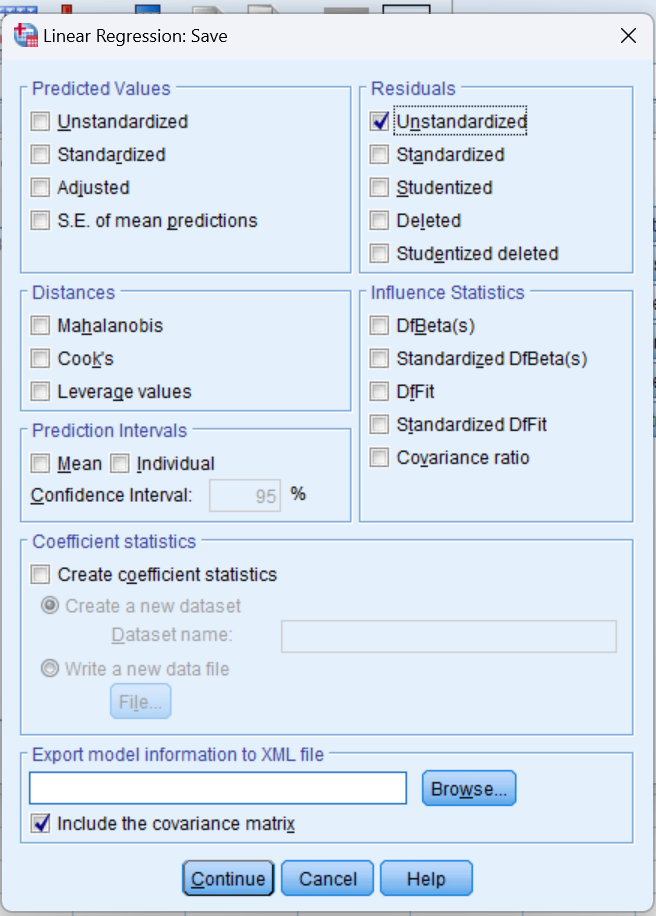 Linear Regression: Save
Predicted Values
Unstandardized
Standardized
Adjusted
S.E. of mean predictions
Residuals
Unstandardized
Standardized
Studentized
Deleted
Studentized deleted
Distances
Mahalanobis
Cook's
Leverage values
Influence Statistics
DfBeta(s)
Standardized DfBeta(s)
DfFit
Standardized DfFit
Covariance ratio
Prediction Intervals
Mean Individual
Confidence Interval: 95 %
Coefficient statistics
Create coefficient statistics
Create a new dataset
Dataset name:
Write a new data file
File...
Export model information to XML file
Browse...
Include the covariance matrix
Continue Cancel Help